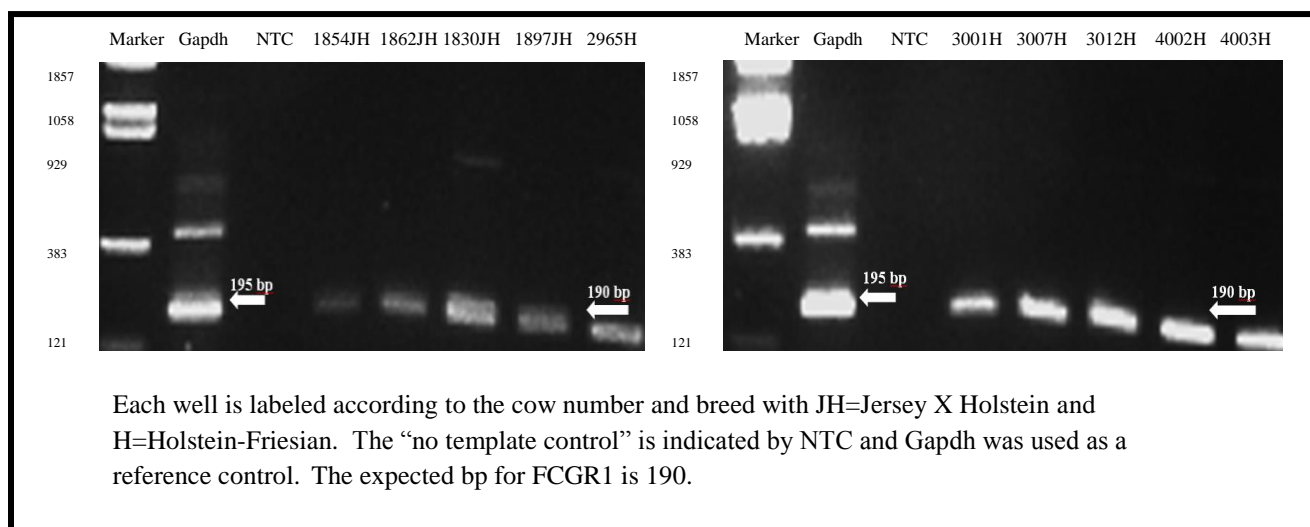 Marker Gapdh NTC 1854JH 1862JH 1830JH 1897JH 2965H
1857
1058
929
383
121
195 bp
190 bp
Marker Gapdh NTC 3001H 3007H 3012H 4002H 4003H
1857
1058
929
383
121
195 bp
190 bp
Each well is labeled according to the cow number and breed with JH=Jersey X Holstein and
H=Holstein-Friesian. The “no template control” is indicated by NTC and Gapdh was used as a
reference control. The expected bp for FCGR1 is 190.